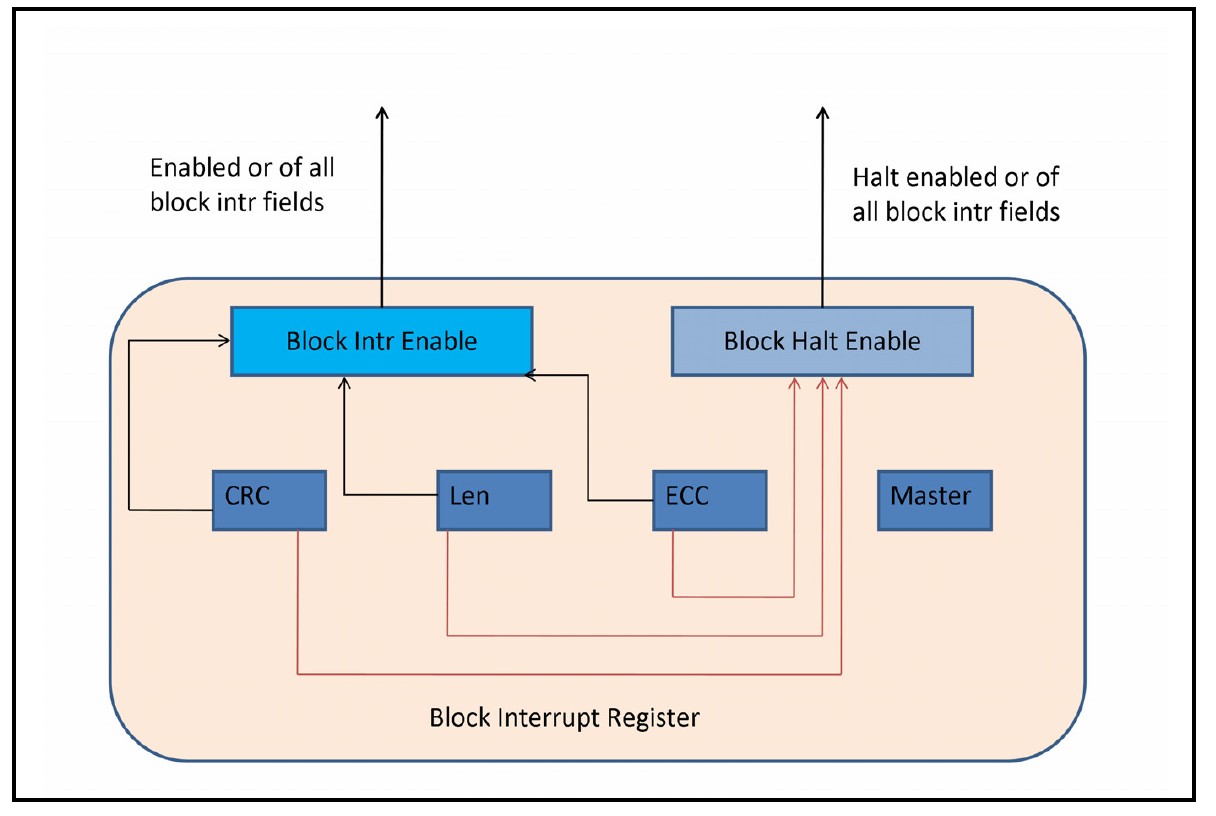 Enabled or of all
block intr fields
Halt enabled or of
all block intr fields
Block Intr Enable
Block Halt Enable
CRC
Len
ECC
Master
Block Interrupt Register